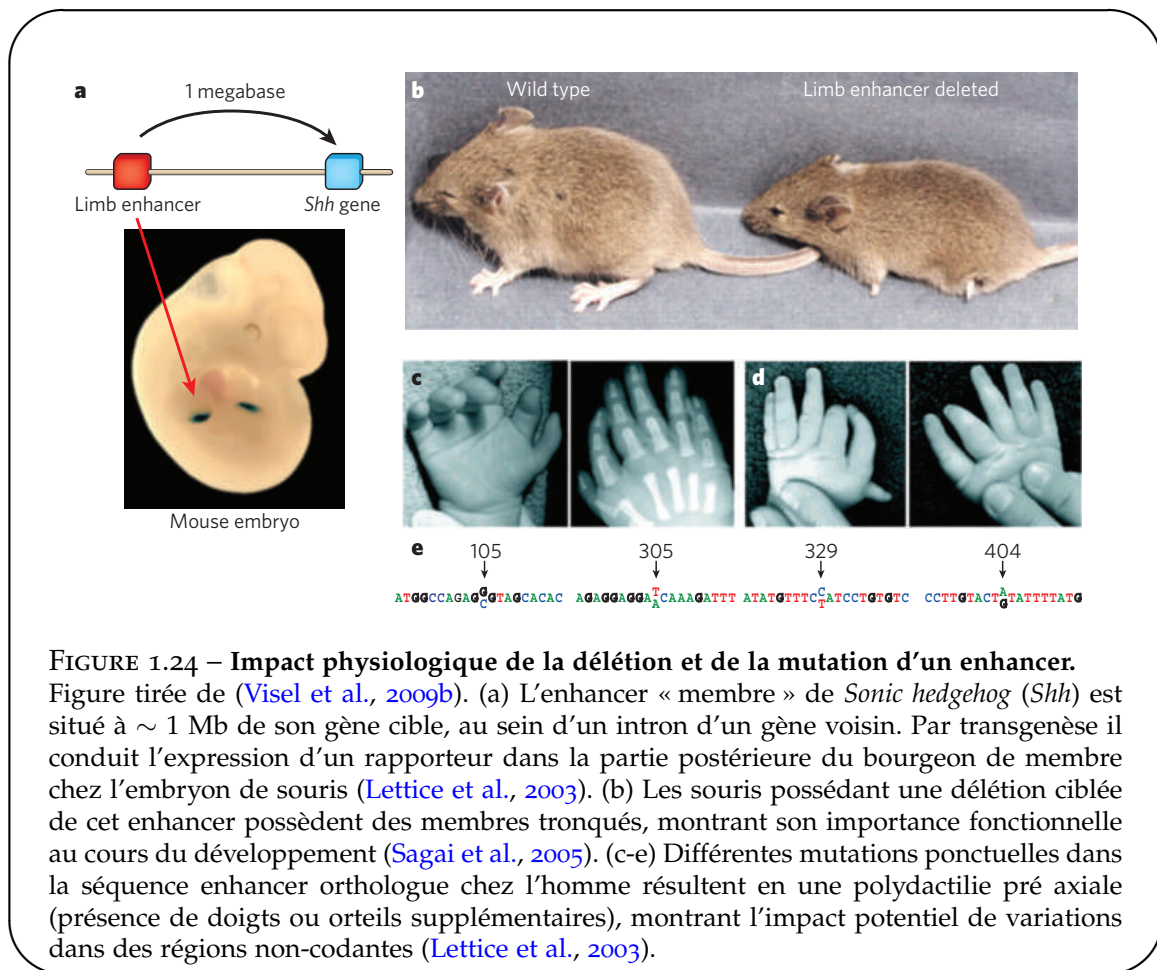 a
1 megabase
Limb enhancer
Shh gene
Mouse embryo
b
Wild type
Limb enhancer deleted
c
d
e
105
305
329
404
ATGGCCAGAGGGTAGCACAC AGAGGAGGATCAAAGATTT ATATGTTTCCATCCTGTGTC CCTTGTACTAGTATTTTATG
C
A
T
G
FIGURE 1.24 – Impact physiologique de la délétion et de la mutation d'un enhancer.
Figure tirée de (Visel et al., 2009b). (a) L'enhancer « membre » de Sonic hedgehog (Shh) est
situé à ∼ 1 Mb de son gène cible, au sein d'un intron d'un gène voisin. Par transgenèse il
conduit l'expression d'un rapporteur dans la partie postérieure du bourgeon de membre
chez l'embryon de souris (Lettice et al., 2003). (b) Les souris possédant une délétion ciblée
de cet enhancer possèdent des membres tronqués, montrant son importance fonctionnelle
au cours du développement (Sagai et al., 2005). (c-e) Différentes mutations ponctuelles dans
la séquence enhancer orthologue chez l'homme résultent en une polydactilie pré axiale
(présence de doigts ou orteils supplémentaires), montrant l'impact potentiel de variations
dans des régions non-codantes (Lettice et al., 2003).